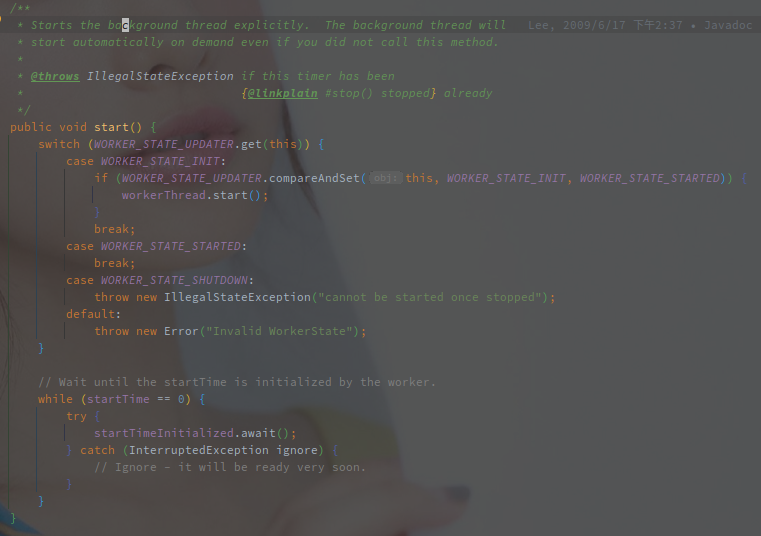 /**
 * Starts the background thread explicitly.  The background thread will   Lee, 2009/6/17 下午2:37 • Javadoc
 * start automatically on demand even if you did not call this method.
 *
 * @throws IllegalStateException if this timer has been
 *                               {@linkplain #stop() stopped} already
 */
public void start() {
    switch (WORKER_STATE_UPDATER.get(this)) {
        case WORKER_STATE_INIT:
            if (WORKER_STATE_UPDATER.compareAndSet( obj: this, WORKER_STATE_INIT, WORKER_STATE_STARTED)) {
                workerThread.start();
            }
            break;
        case WORKER_STATE_STARTED:
            break;
        case WORKER_STATE_SHUTDOWN:
            throw new IllegalStateException("cannot be started once stopped");
        default:
            throw new Error("Invalid WorkerState");
    }
    // Wait until the startTime is initialized by the worker.
    while (startTime == 0) {
        try {
            startTimeInitialized.await();
        } catch (InterruptedException ignore) {
            // Ignore - it will be ready very soon.
        }
    }
}